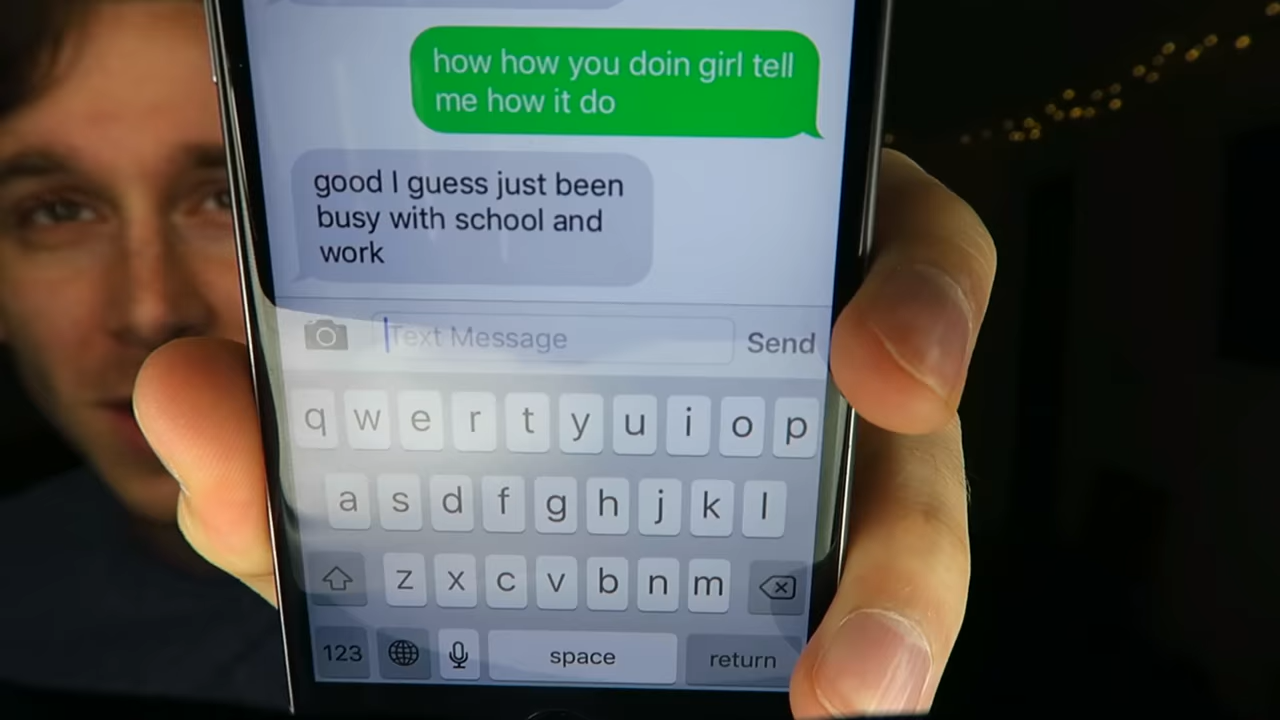 how how you doin girl tell
me how it do
good I guess just been
busy with school and
work
Text Message
Send
q w e r t y u i o p
a s d f g h j k l
z x c v b n m
123 space return